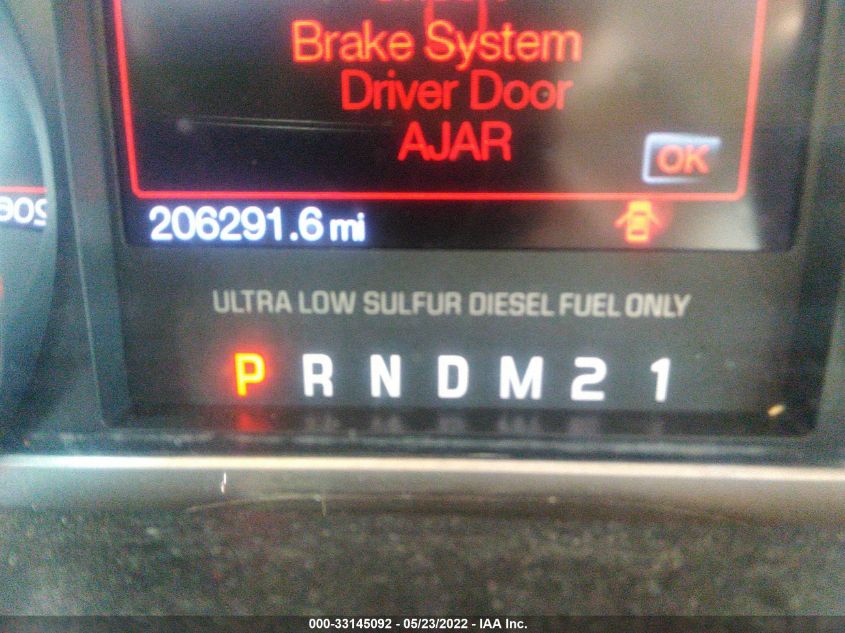 Brake System
Driver Door
AJAR
OK
206291.6 mi
ULTRA LOW SULFUR DIESEL FUEL ONLY
P R N D M 2 1
000-33145092 - 05/23/2022 - IAA Inc.